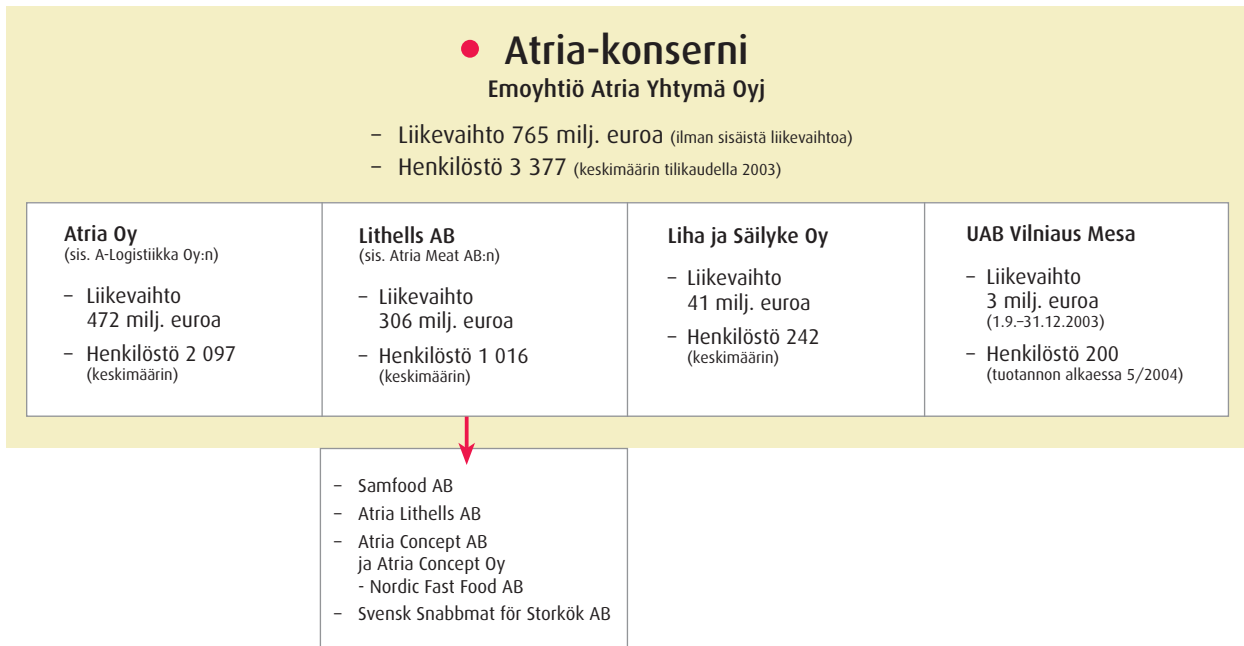 • Atria-konserni
Emoyhtiö Atria Yhtymä Oyj
– Liikevaihto 765 milj. euroa (ilman sisäistä liikevaihtoa)
– Henkilöstö 3 377 (keskimäärin tilikaudella 2003)
Atria Oy
(sis. A-Logistiikka Oy:n)
– Liikevaihto
472 milj. euroa
– Henkilöstö 2 097
(keskimäärin)
Lithells AB
(sis. Atria Meat AB:n)
– Liikevaihto
306 milj. euroa
– Henkilöstö 1 016
(keskimäärin)
Liha ja Säilyke Oy
– Liikevaihto
41 milj. euroa
– Henkilöstö 242
(keskimäärin)
UAB Vilniaus Mesa
– Liikevaihto
3 milj. euroa
(1.9.–31.12.2003)
– Henkilöstö 200
(tuotannon alkaessa 5/2004)
– Samfood AB
– Atria Lithells AB
– Atria Concept AB
ja Atria Concept Oy
- Nordic Fast Food AB
– Svensk Snabbmat för Storkök AB